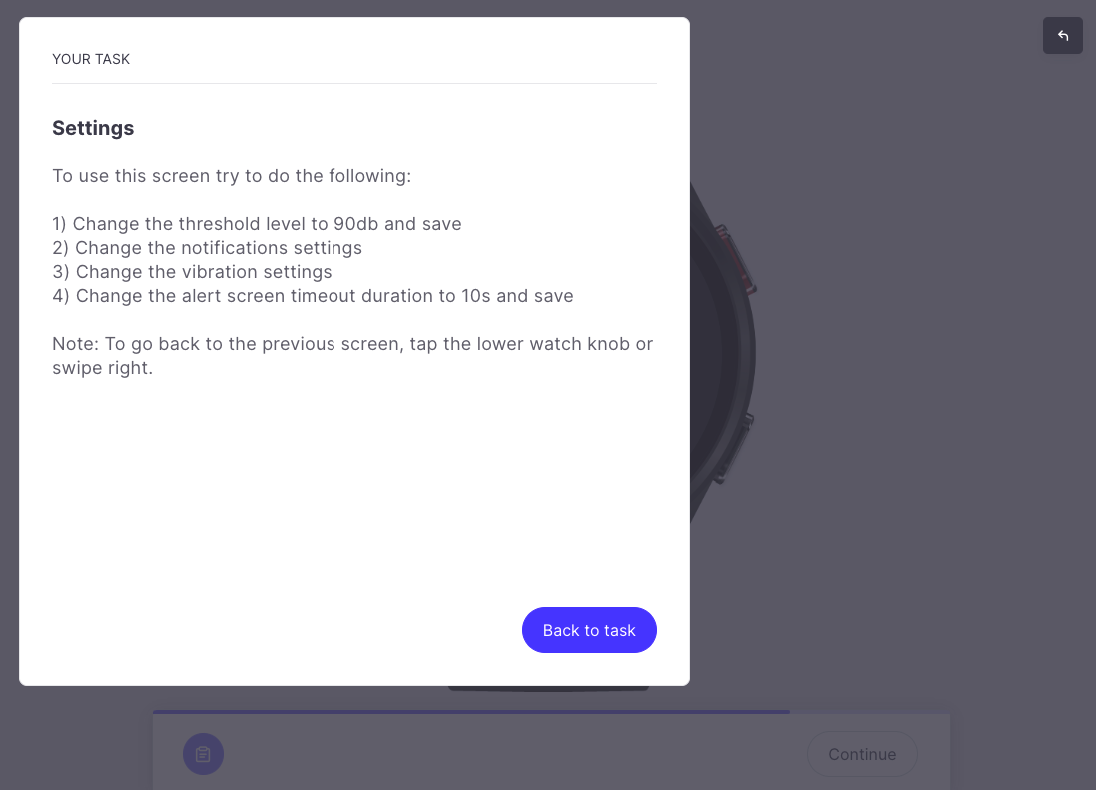 YOUR TASK
Settings
To use this screen try to do the following:
1) Change the threshold level to 90db and save
2) Change the notifications settings
3) Change the vibration settings
4) Change the alert screen timeout duration to 10s and save
Note: To go back to the previous screen, tap the lower watch knob or
swipe right.
Back to task
Continue